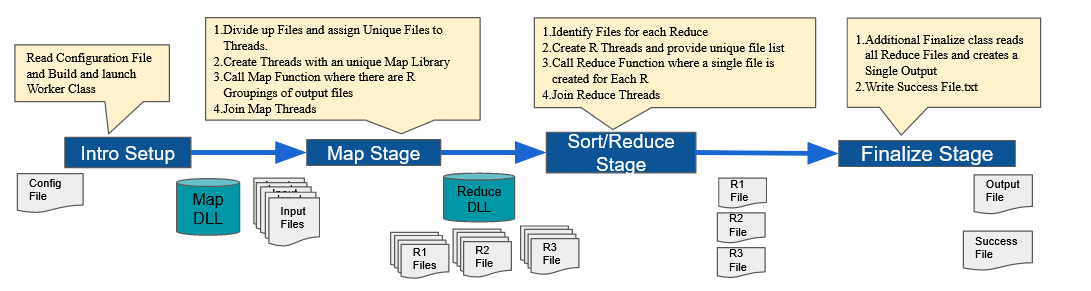 Read Configuration File
and Build and launch
Worker Class
1.Divide up Files and assign Unique Files to
Threads.
2.Create Threads with an unique Map Library
3.Call Map Function where there are R
Groupings of output files
4.Join Map Threads
1.Identify Files for each Reduce
2.Create R Threads and provide unique file list
3.Call Reduce Function where a single file is
created for Each R
4.Join Reduce Threads
1.Additional Finalize class reads
all Reduce Files and creates a
Single Output
2.Write Success File.txt
Intro Setup
Map Stage
Sort/Reduce
Stage
Finalize Stage
Config
File
Map
DLL
Input
Input
Files
Reduce
DLL
R1
Files
R2
File
R3
File
R1
File
R2
File
R3
File
Output
File
Success
File